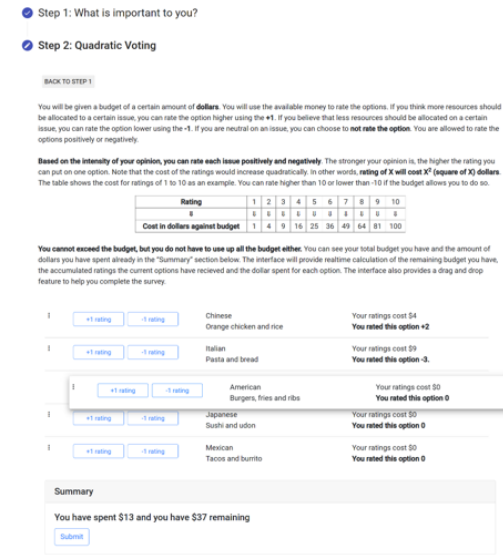 Step 1: What is important to you?
Step 2: Quadratic Voting
BACK TO STEP 1
You will be given a budget of a certain amount of dollars. You will use the available money to rate the options. If you think more resources should
be allocated to a certain issue, you can rate the option higher using the +1. If you believe that less resources should be allocated on a certain
issue, you can rate the option lower using the -1. If you are neutral on an issue, you can choose to not rate the option. You are allowed to rate the
options positively or negatively.
Based on the intensity of your opinion, you can rate each issue positively and negatively. The stronger your opinion is, the higher the rating you
can put on one option. Note that the cost of the ratings would increase quadratically. In other words, rating of X will cost X² (square of X) dollars.
The table shows the cost for ratings of 1 to 10 as an example. You can rate higher than 10 or lower than -10 if the budget allows you to do so.
Rating 1 2 3 4 5 6 7 8 9 10
Cost in dollars against budget 1 4 9 16 25 36 49 64 81 100
You cannot exceed the budget, but you do not have to use up all the budget either. You can see your total budget you have and the amount of
dollars you have spent already in the "Summary" section below. The interface will provide realtime calculation of the remaining budget you have,
the accumulated ratings the current options have recieved and the dollar spent for each option. The interface also provides a drag and drop
feature to help you complete the survey.
+1 rating -1 rating Chinese Your ratings cost $4
Orange chicken and rice You rated this option +2
+1 rating -1 rating Italian Your ratings cost $9
Pasta and bread You rated this option -3.
+1 rating -1 rating American Your ratings cost $0
Burgers, fries and ribs You rated this option 0
+1 rating -1 rating Japanese Your ratings cost $0
Sushi and udon You rated this option 0
+1 rating -1 rating Mexican Your ratings cost $0
Tacos and burrito You rated this option 0
Summary
You have spent $13 and you have $37 remaining
Submit